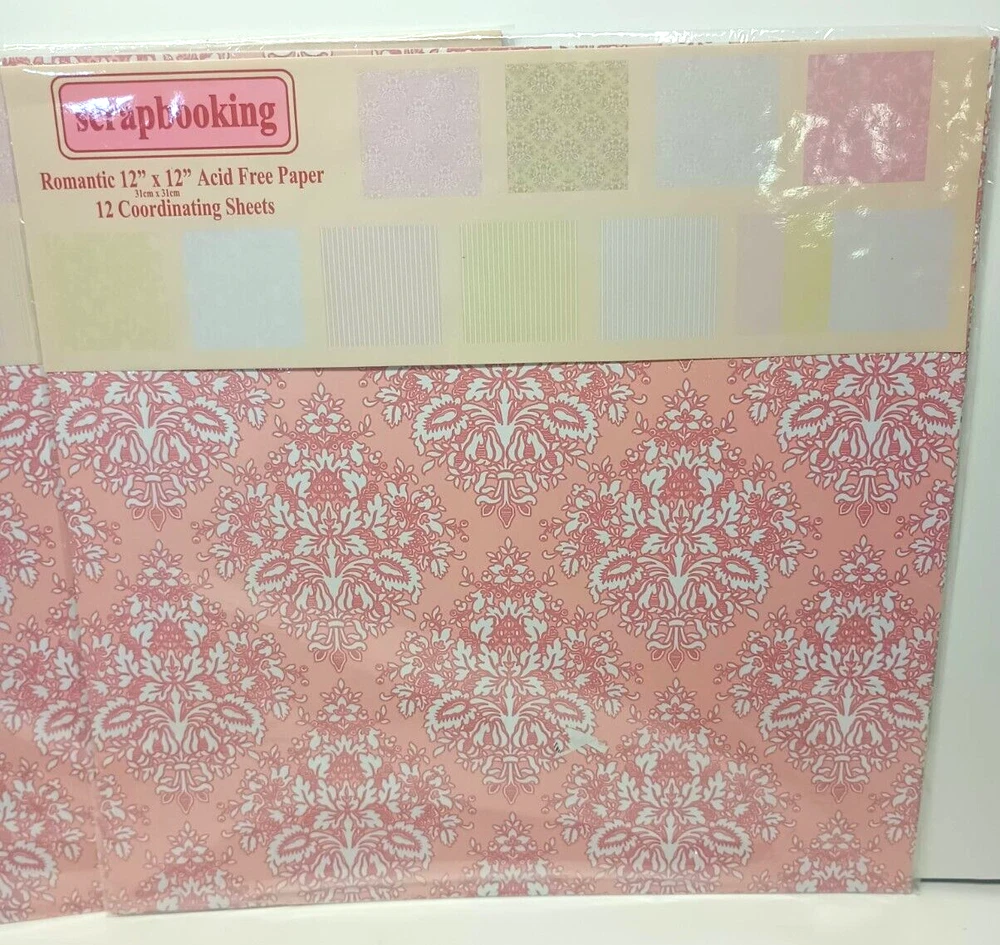 scrapbooking
Romantic 12” x 12” Acid Free Paper
31cm x 31cm
12 Coordinating Sheets